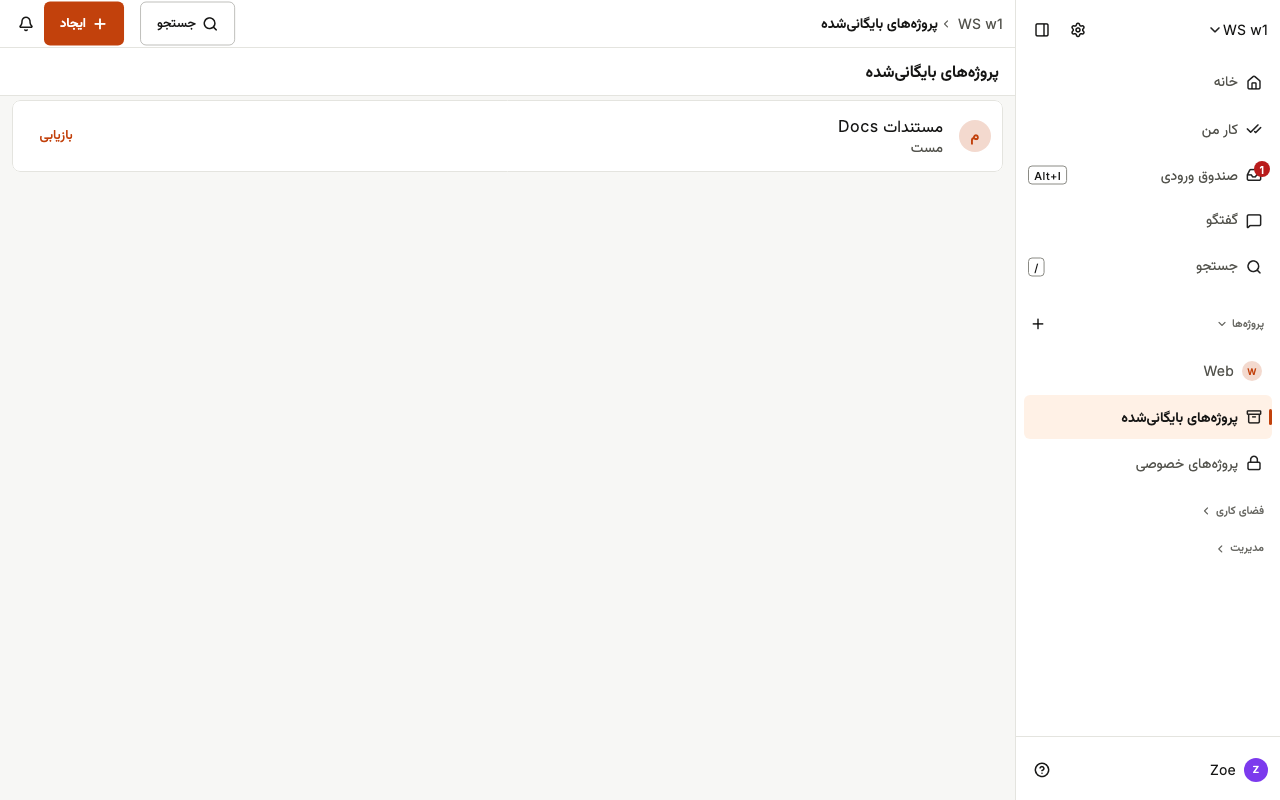 WS w1
خانه
کار من
1
صندوق ورودی
Alt+I
گفتگو
جستجو
/
پروژه‌ها
W
Web
پروژه‌های بایگانی‌شده
پروژه‌های خصوصی
فضای کاری
مدیریت
Z
Zoe
WS w1 › پروژه‌های بایگانی‌شده
جستجو
ایجاد
پروژه‌های بایگانی‌شده
م
مستندات Docs
مست
بازیابی